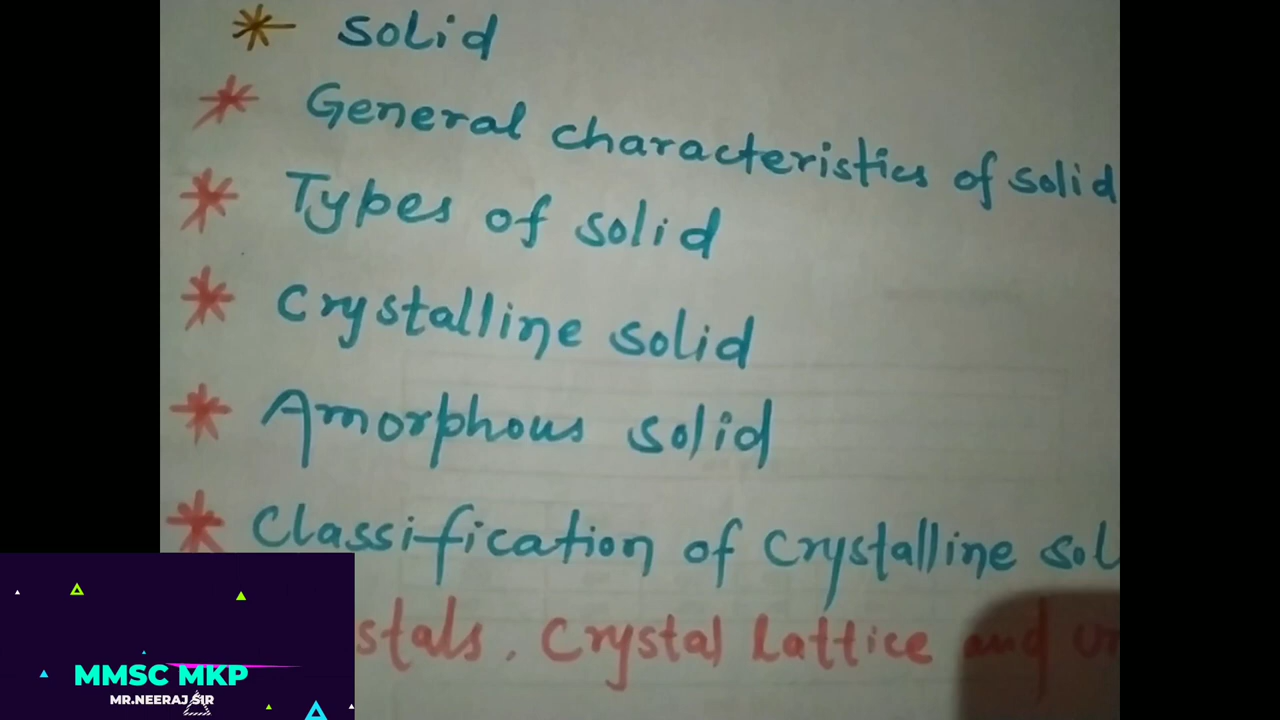 Solid
General characteristics of solid
Types of solid
Crystalline solid
Amorphous solid
Classification of Crystalline
Crystal Lattice and
MMSC MKP
MR.NEERAJ SIR